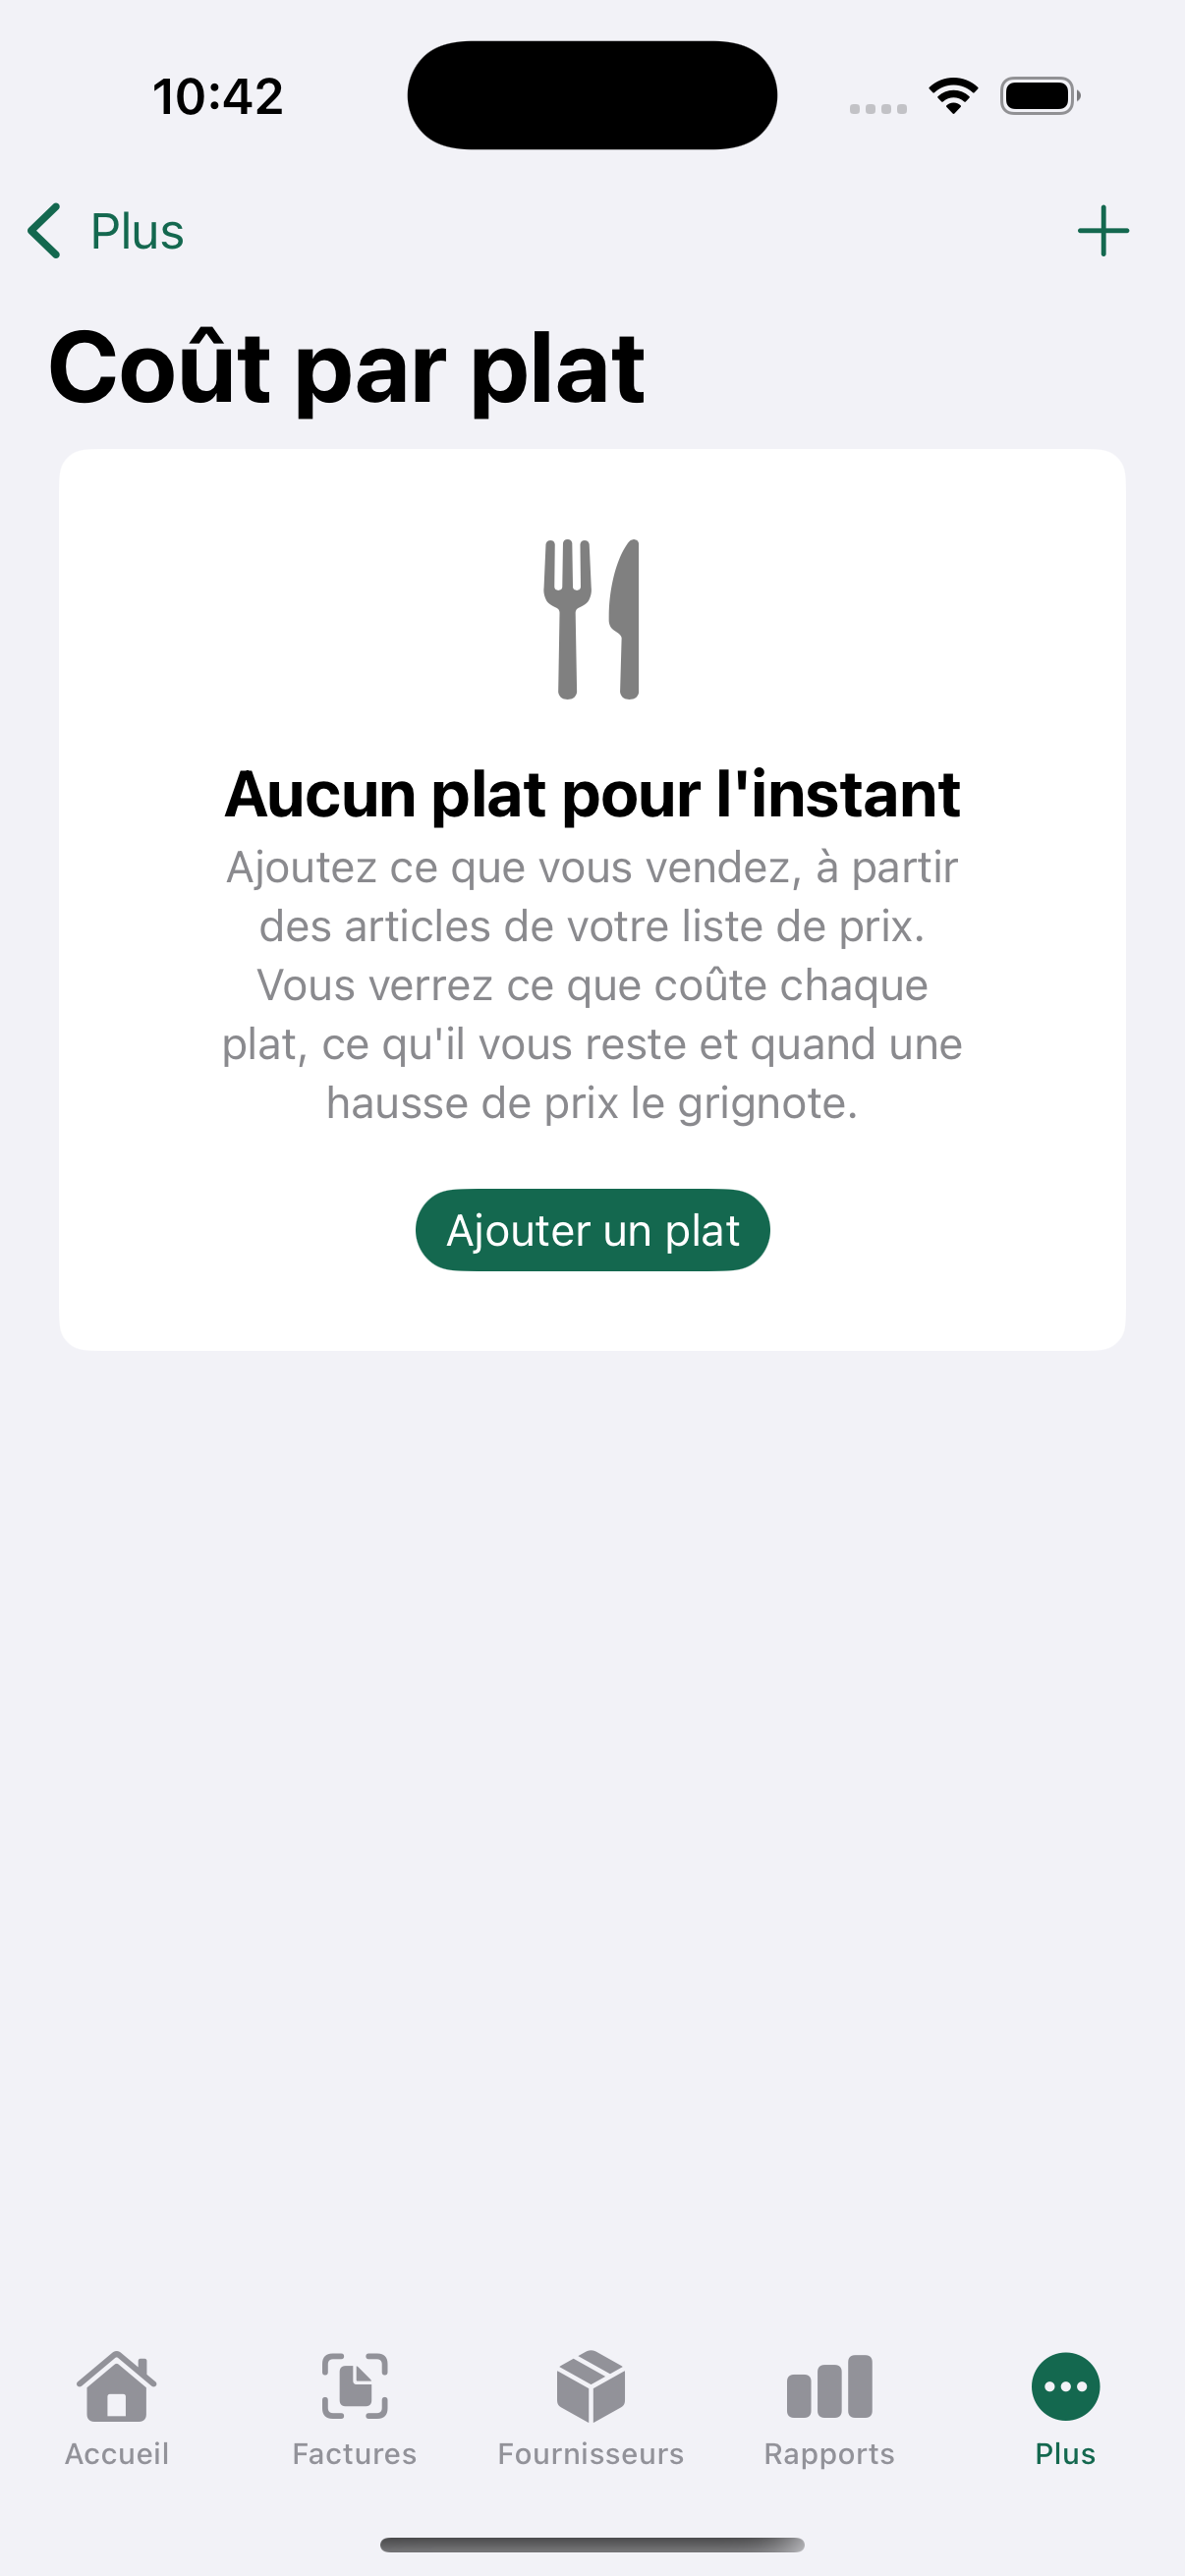 10:42
Plus
Coût par plat
Aucun plat pour l'instant
Ajoutez ce que vous vendez, à partir
des articles de votre liste de prix.
Vous verrez ce que coûte chaque
plat, ce qu'il vous reste et quand une
hausse de prix le grignote.
Ajouter un plat
Accueil
Factures
Fournisseurs
Rapports
Plus